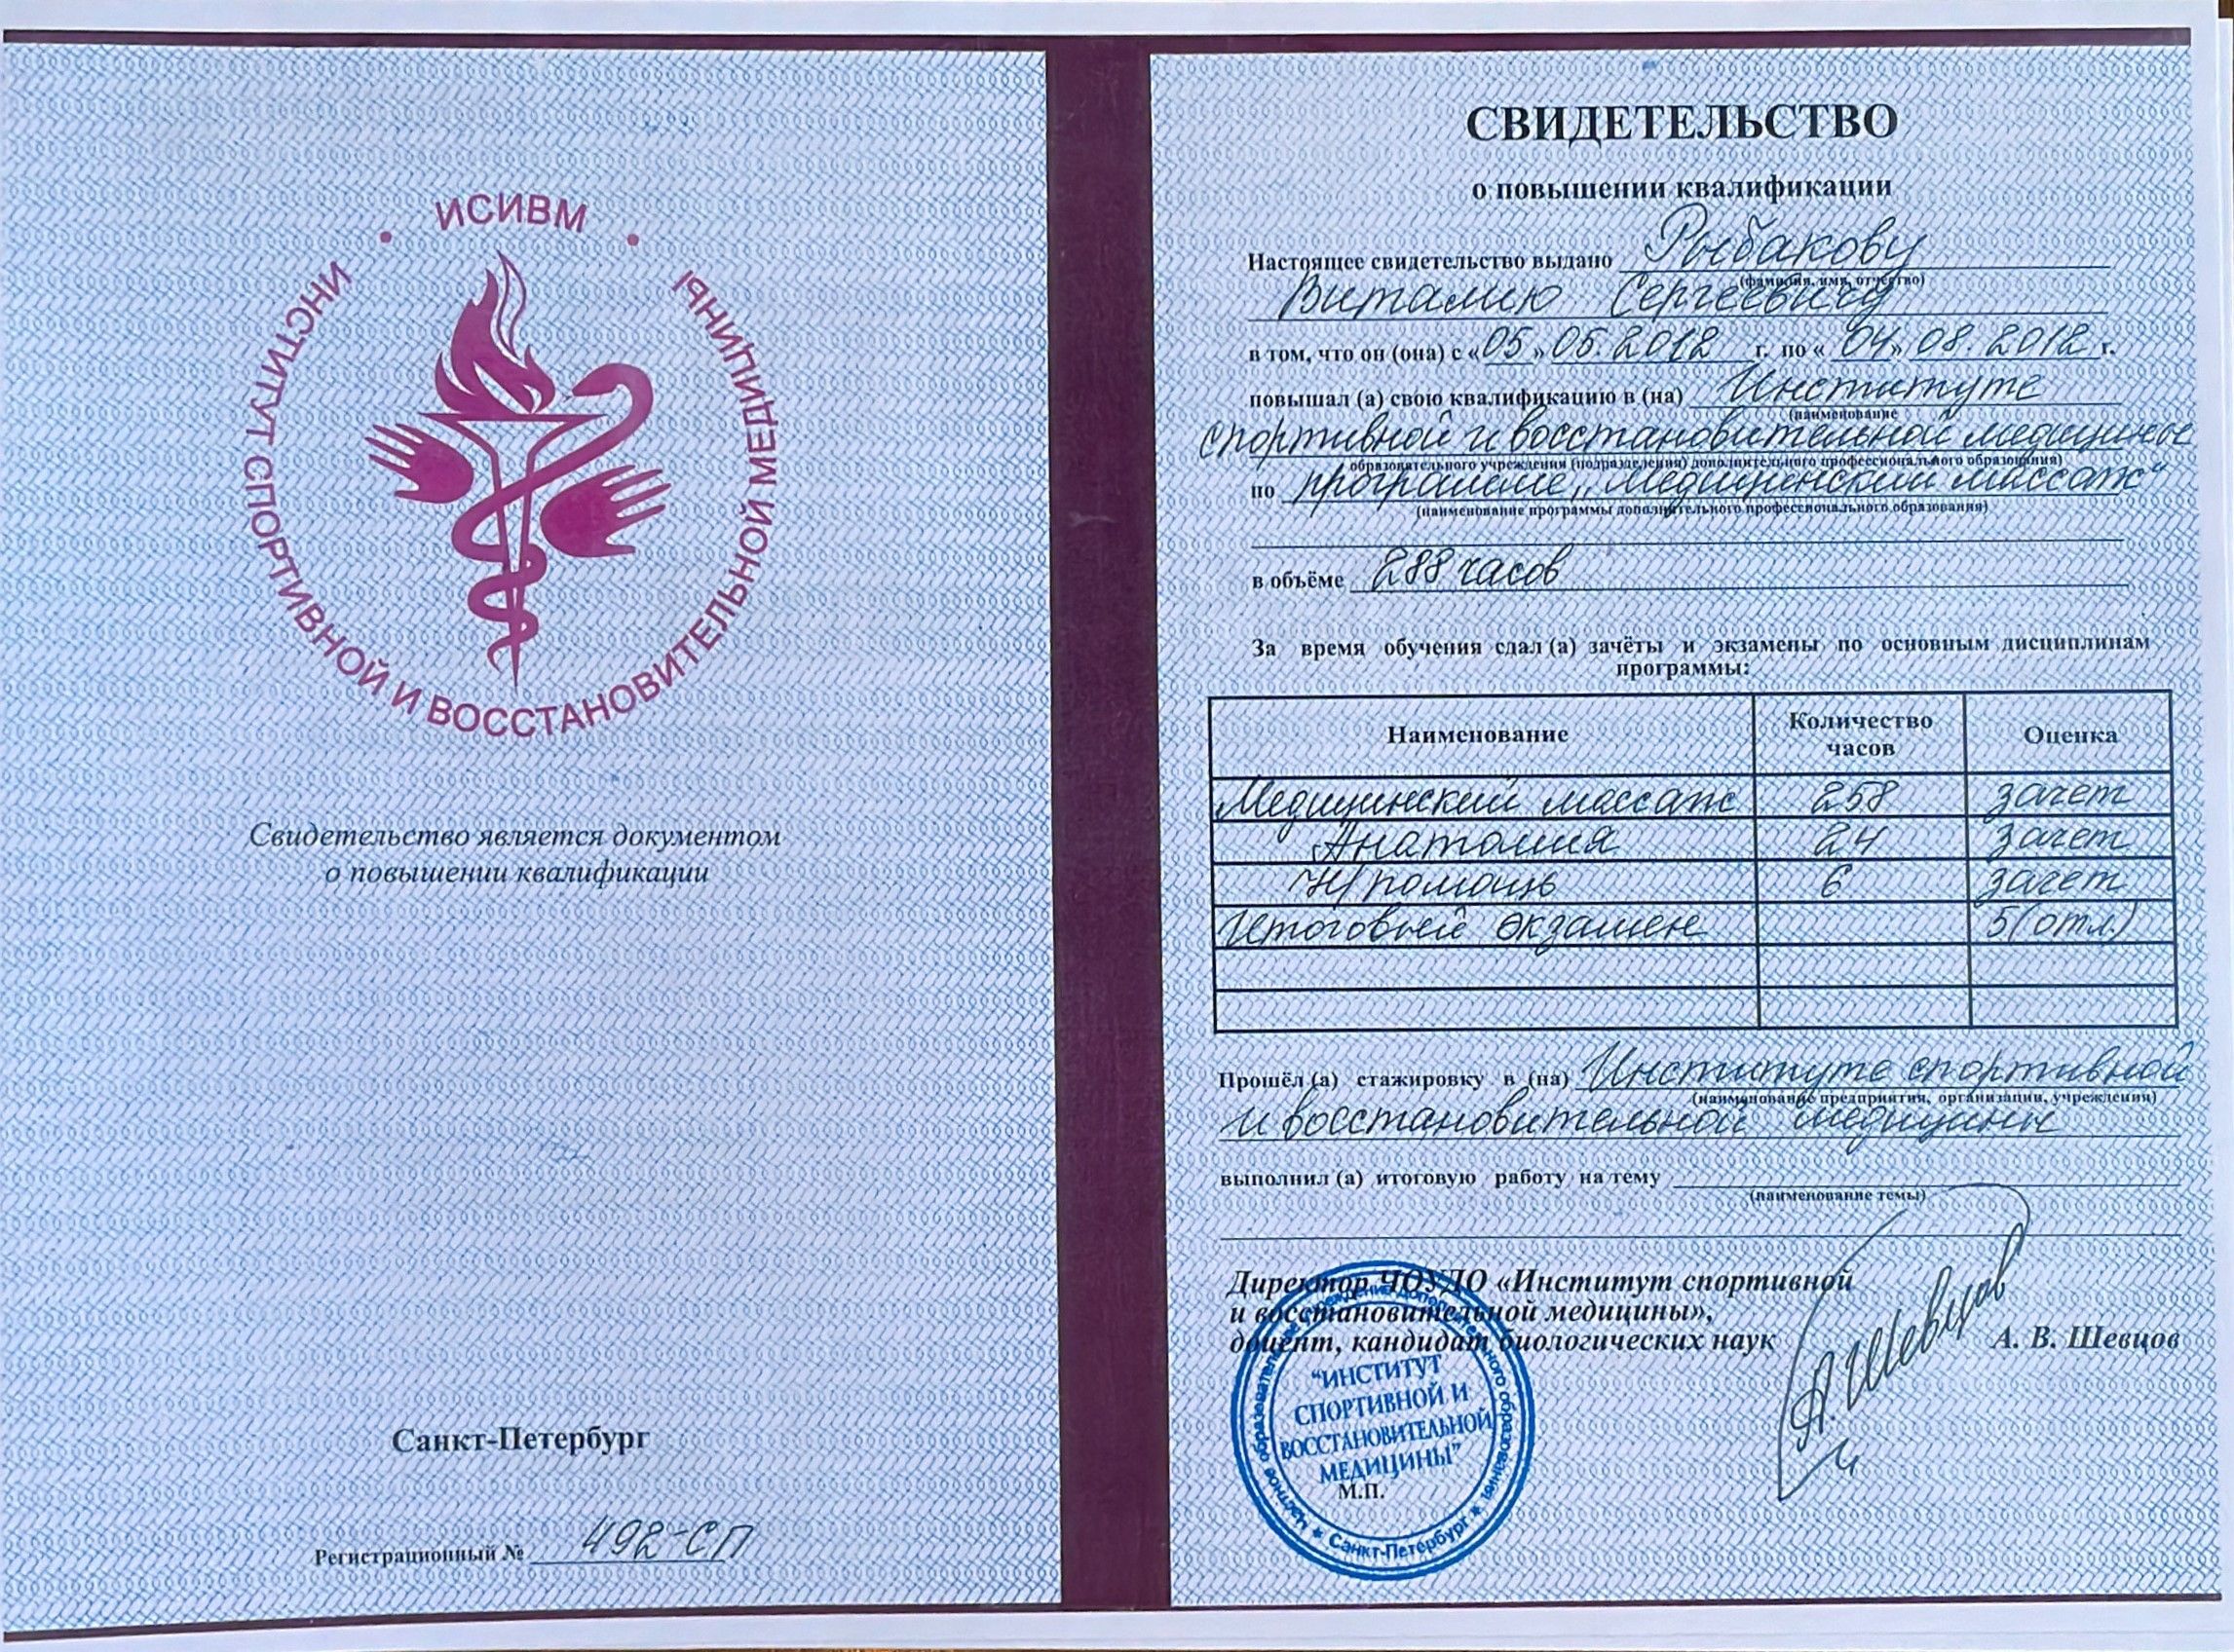 ИСИВМ
ИНСТИТУТ СПОРТИВНОЙ И ВОССТАНОВИТЕЛЬНОЙ МЕДИЦИНЫ
Свидетельство является документом
о повышении квалификации
Санкт-Петербург
Регистрационный № 492-СП
СВИДЕТЕЛЬСТВО
о повышении квалификации
Настоящее свидетельство выдано Рыбакову
(фамилия, имя, отчество)
Виталию Сергеевичу
в том, что он (она) с «05» 05. 2012 г. по «04» 08. 2012 г.
повышал (а) свою квалификацию в (на) Институте
(наименование
спортивной и восстановительной медицины
образовательного учреждения (подразделения) дополнительного профессионального образования)
по программе „Медицинский массаж"
(наименование программы дополнительного профессионального образования)
в объёме 288 часов
За время обучения сдал (а) зачёты и экзамены по основным дисциплинам
программы:
Наименование Количество часов Оценка
Медицинский массаж 258 зачет
Анатомия 24 зачет
Н/помощь 6 зачет
Итоговый экзамен 5 (отл.)
Прошёл (а) стажировку в (на) Институте спортивной
(наименование предприятия, организации, учреждения)
и восстановительной медицины
выполнил (а) итоговую работу на тему
(наименование темы)
Директор ЧОУДО «Институт спортивной
и восстановительной медицины»,
доцент, кандидат биологических наук А. В. Шевцов
А. Шевцов
Частное образовательное учреждение дополнительного образования
"ИНСТИТУТ
СПОРТИВНОЙ И
ВОССТАНОВИТЕЛЬНОЙ
МЕДИЦИНЫ"
М.П.
* Санкт-Петербург *